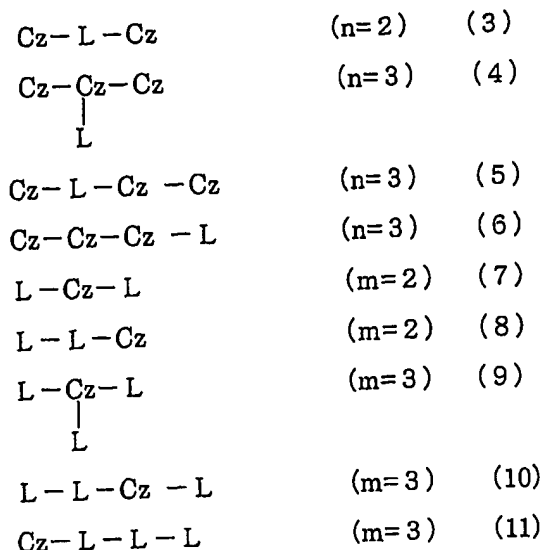 Cz-L-Cz (n=2) (3)
Cz-Cz-Cz (n=3) (4)
L
Cz-L-Cz-Cz (n=3) (5)
Cz-Cz-Cz-L (n=3) (6)
L-Cz-L (m=2) (7)
L-L-Cz (m=2) (8)
L-Cz-L (m=3) (9)
L
L-L-Cz-L (m=3) (10)
Cz-L-L-L (m=3) (11)